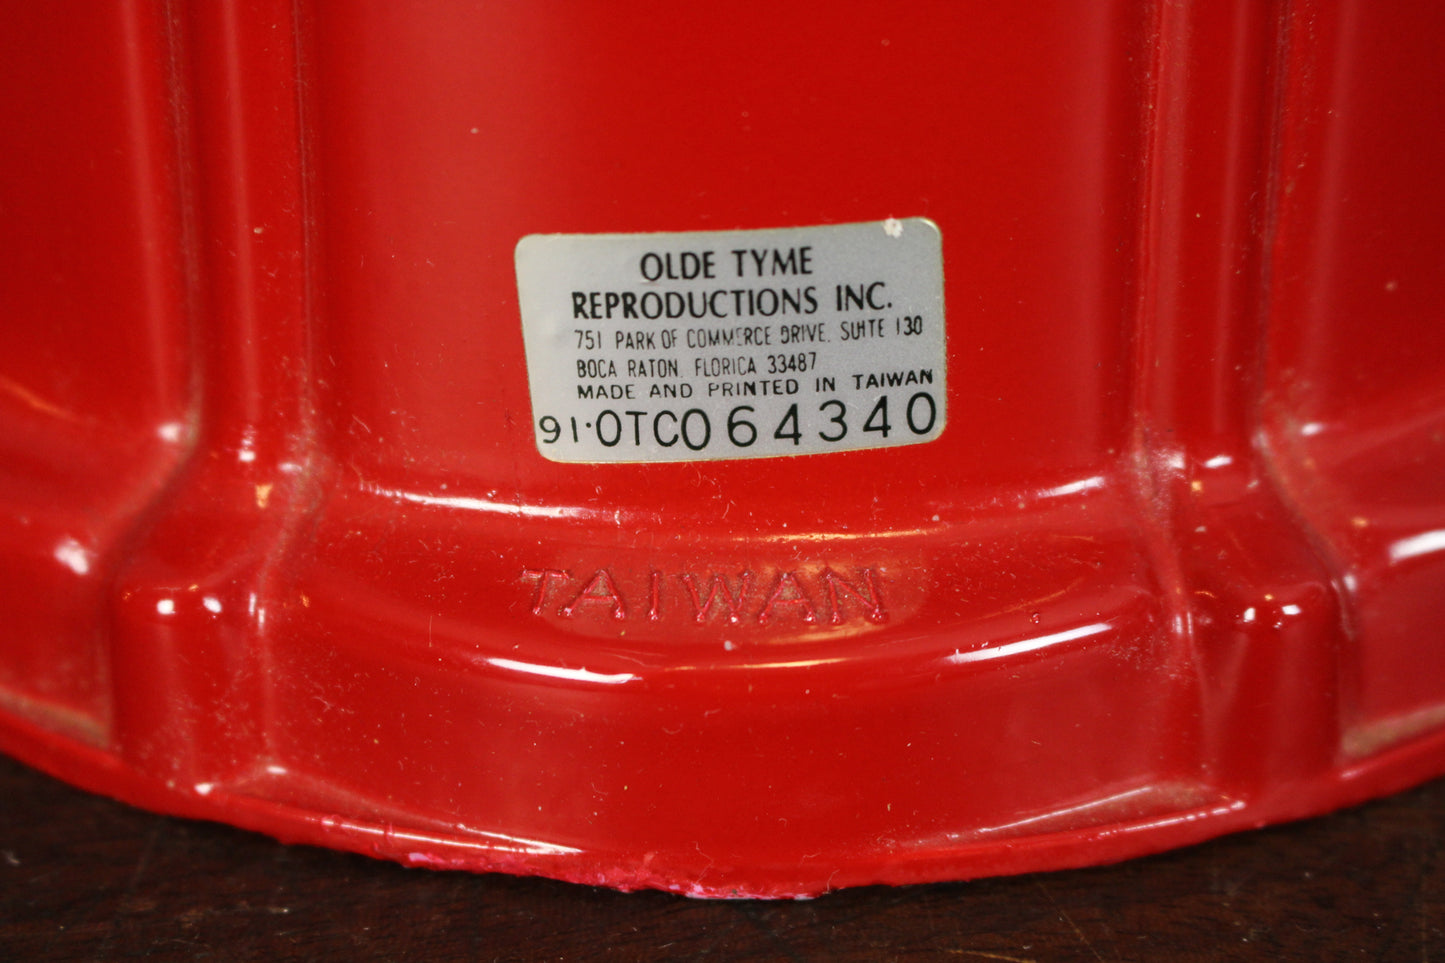 OLDE TYME
REPRODUCTIONS INC.
751 PARK OF COMMERCE DRIVE, SUITE 130
BOCA RATON, FLORICA 33487
MADE AND PRINTED IN TAIWAN
91·OTCO64340
TAIWAN